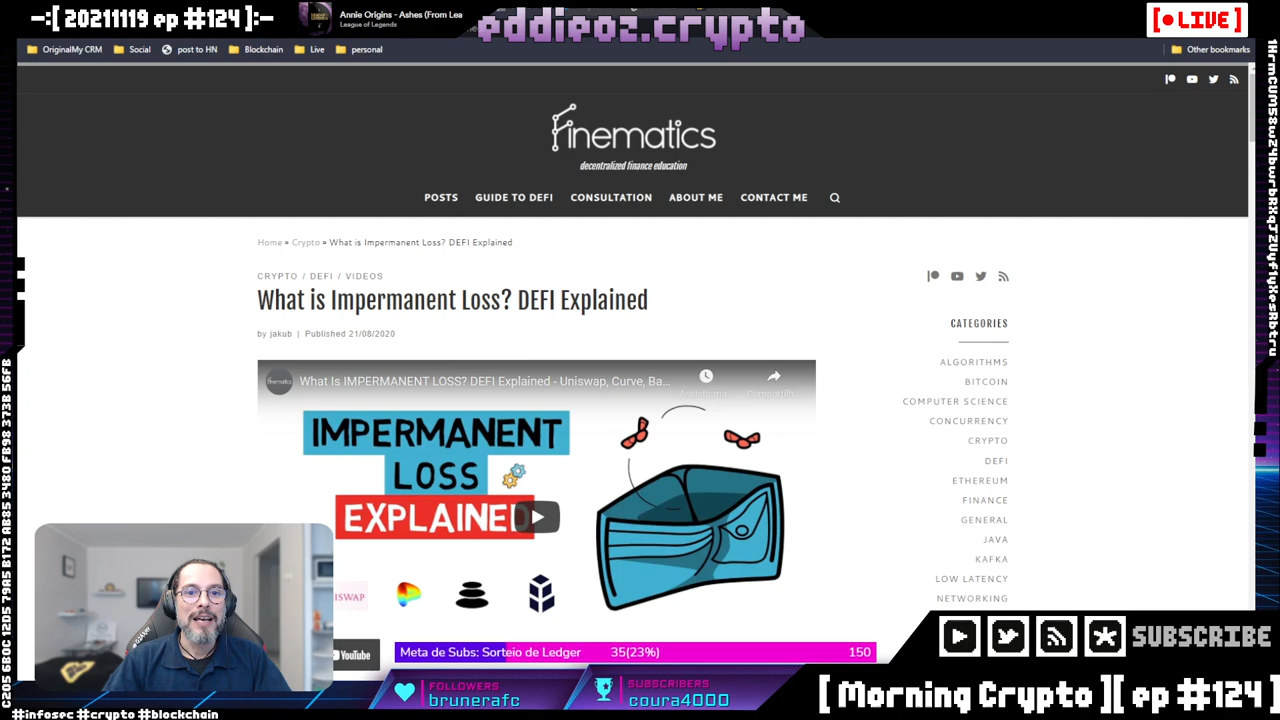 -:[ 20211119 ep #124 ]:-
Annie Origins - Ashes (From Lea
League of Legends
eddieoz.crypto
[ LIVE ]
OriginalMy CRM
Social
post to HN
Blockchain
Live
personal
Other bookmarks
Finematics
decentralized finance education
POSTS
GUIDE TO DEFI
CONSULTATION
ABOUT ME
CONTACT ME
Home » Crypto » What is Impermanent Loss? DEFI Explained
CRYPTO / DEFI / VIDEOS
What is Impermanent Loss? DEFI Explained
by jakub | Published 21/08/2020
What Is IMPERMANENT LOSS? DEFI Explained - Uniswap, Curve, Ba...
IMPERMANENT
LOSS
EXPLAINED
ISWAP
YouTube
CATEGORIES
ALGORITHMS
BITCOIN
COMPUTER SCIENCE
CONCURRENCY
CRYPTO
DEFI
ETHEREUM
FINANCE
GENERAL
JAVA
KAFKA
LOW LATENCY
NETWORKING
Meta de Subs: Sorteio de Ledger 35(23%) 150
FOLLOWERS
brunerafc
SUBSCRIBERS
coura4000
SUBSCRIBE
[ Morning Crypto ][ ep #124 ]
#infosec #crypto #blockchain